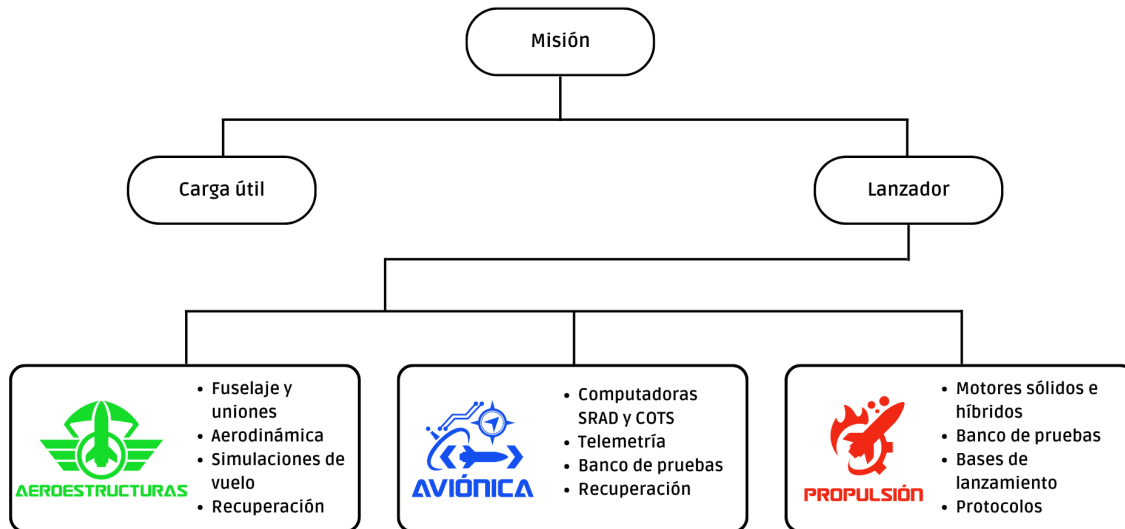 Misión
Carga útil
Lanzador
AEROESTRUCTURAS
• Fuselaje y
uniones
• Aerodinámica
• Simulaciones de
vuelo
• Recuperación
AVIÓNICA
• Computadoras
SRAD y COTS
• Telemetría
• Banco de pruebas
• Recuperación
PROPULSIÓN
• Motores sólidos e
híbridos
• Banco de pruebas
• Bases de
lanzamiento
• Protocolos